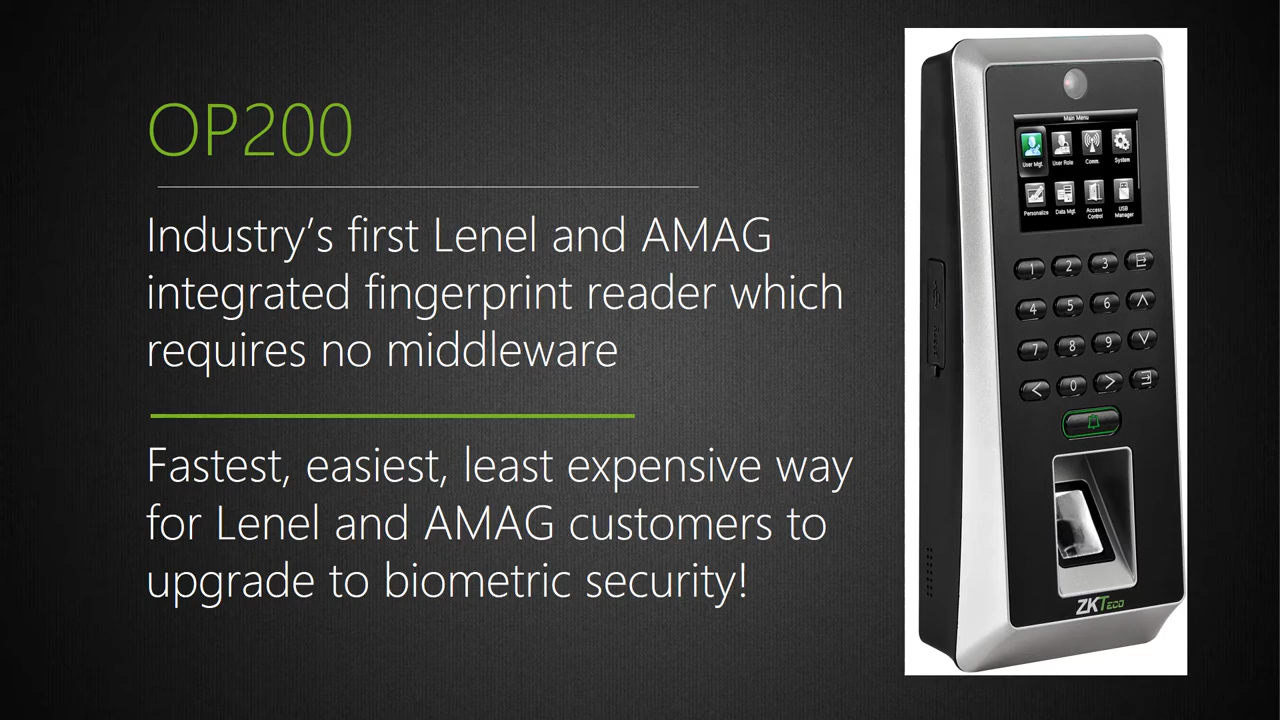 OP200
Industry’s first Lenel and AMAG
integrated fingerprint reader which
requires no middleware
Fastest, easiest, least expensive way
for Lenel and AMAG customers to
upgrade to biometric security!
Main Menu
User Mgt. User Role Comm. System
Personalize Data Mgt. Access Control USB Manager
1 2 3
4 5 6
7 8 9
0
ZKTECO